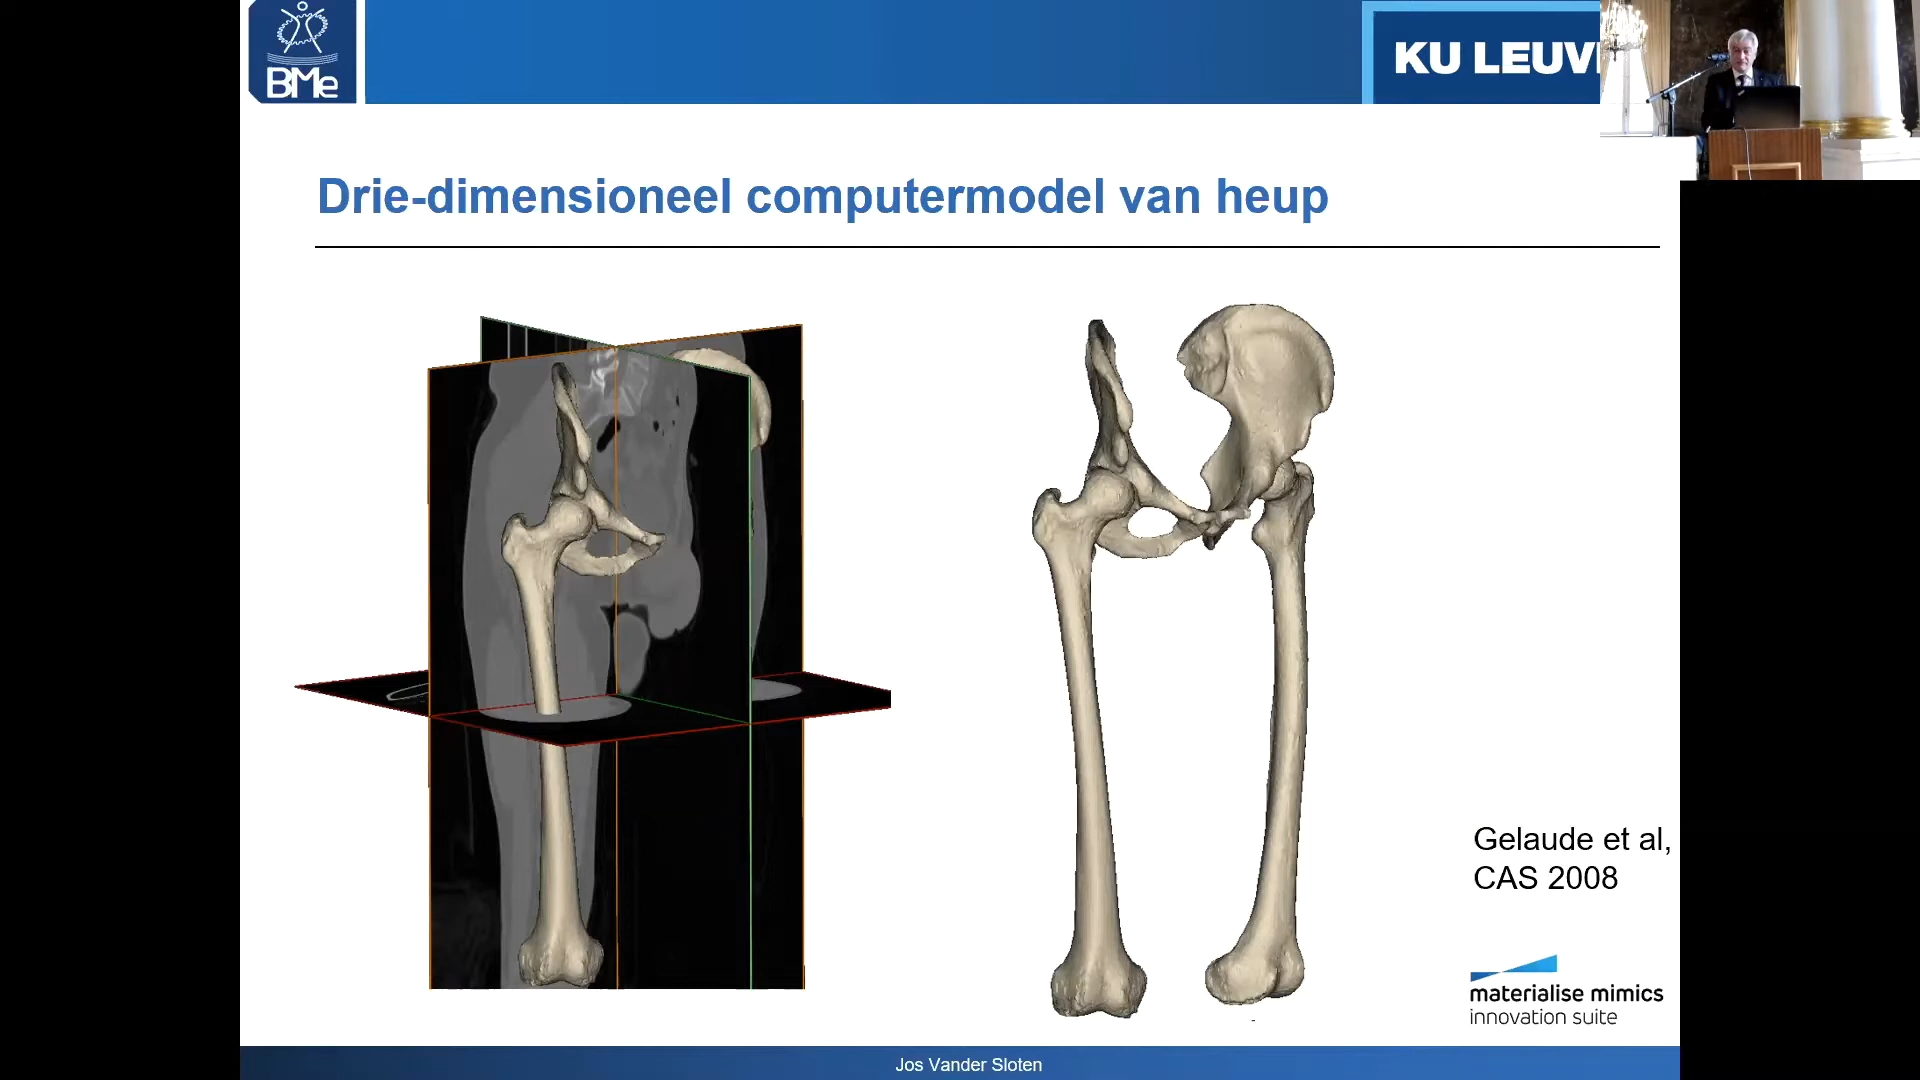 BMe
KU LEUV
Drie-dimensioneel computermodel van heup
Gelaude et al,
CAS 2008
materialise mimics
innovation suite
Jos Vander Sloten